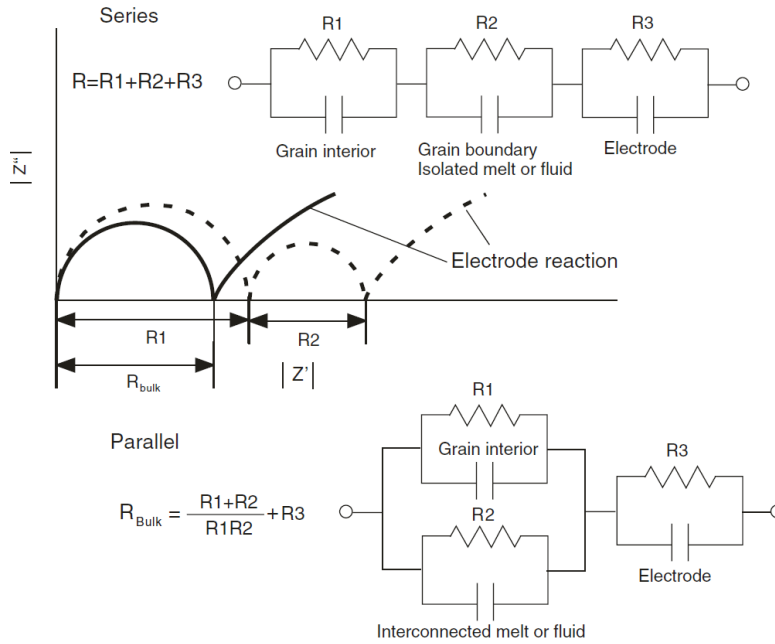 Series
R=R1+R2+R3
R1
R2
R3
Grain interior
Grain boundary
Isolated melt or fluid
Electrode
|Z"|
Electrode reaction
R1
R2
R_Bulk
|Z'|
Parallel
R_Bulk = (R1+R2)/(R1R2) +R3
R1
Grain interior
R2
Interconnected melt or fluid
R3
Electrode